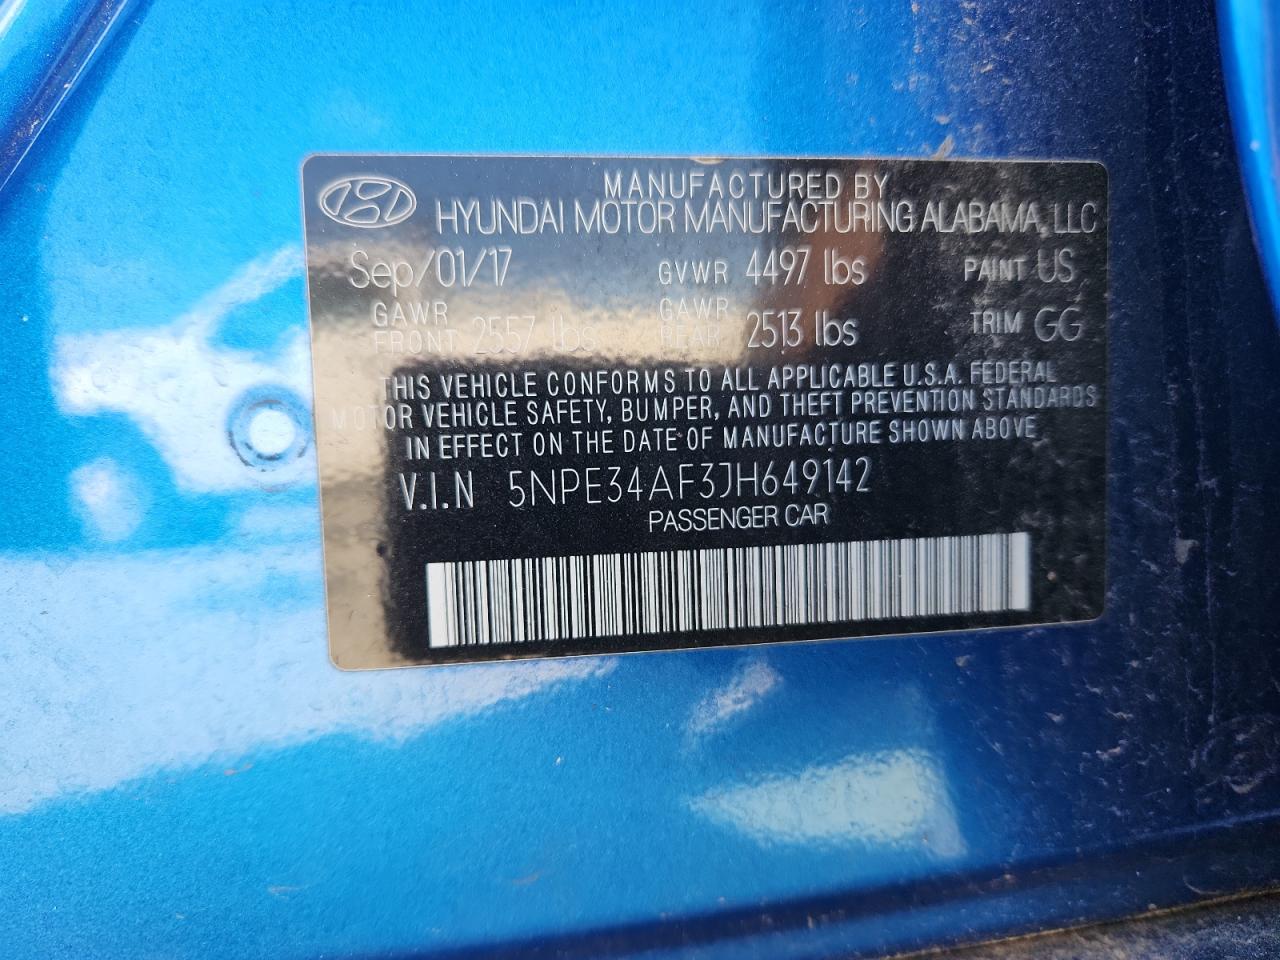 MANUFACTURED BY
HYUNDAI MOTOR MANUFACTURING ALABAMA, LLC
Sep/01/17 GVWR 4497 lbs PAINT US
GAWR FRONT 2557 lbs GAWR REAR 2513 lbs TRIM GG
THIS VEHICLE CONFORMS TO ALL APPLICABLE U.S.A. FEDERAL
MOTOR VEHICLE SAFETY, BUMPER, AND THEFT PREVENTION STANDARDS
IN EFFECT ON THE DATE OF MANUFACTURE SHOWN ABOVE
V.I.N 5NPE34AF3JH649142
PASSENGER CAR